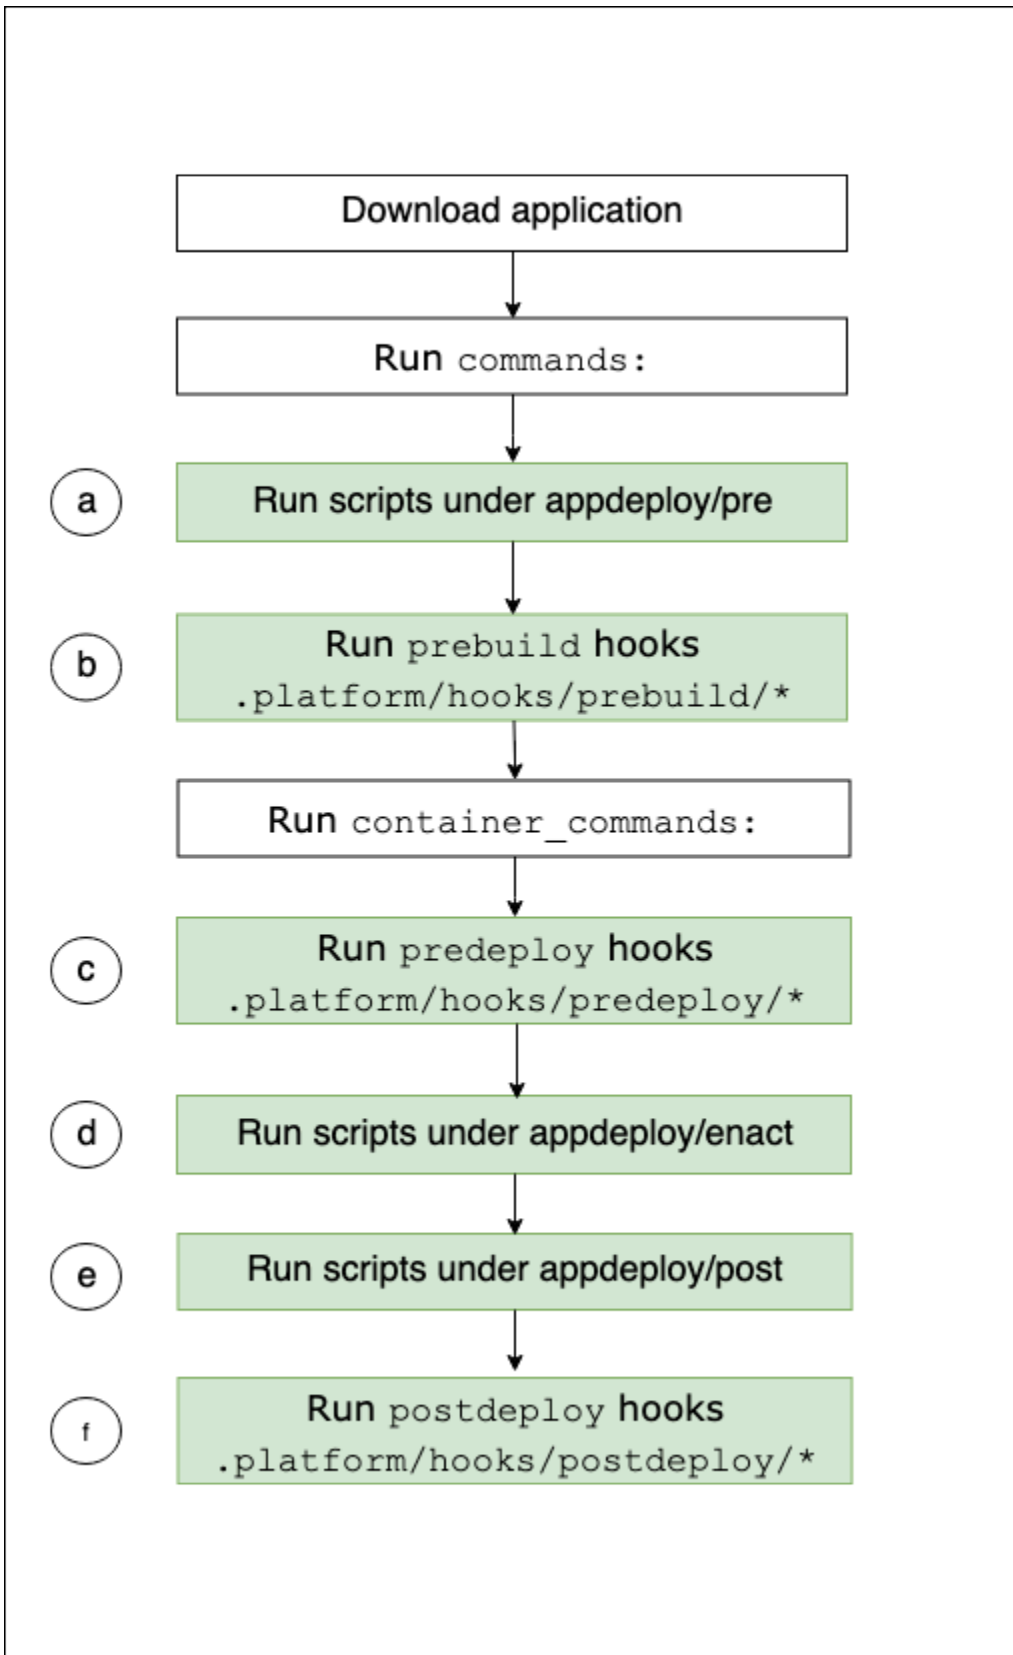 Download application
Run commands:
a
Run scripts under appdeploy/pre
b
Run prebuild hooks
.platform/hooks/prebuild/*
Run container_commands:
c
Run predeploy hooks
.platform/hooks/predeploy/*
d
Run scripts under appdeploy/enact
e
Run scripts under appdeploy/post
f
Run postdeploy hooks
.platform/hooks/postdeploy/*